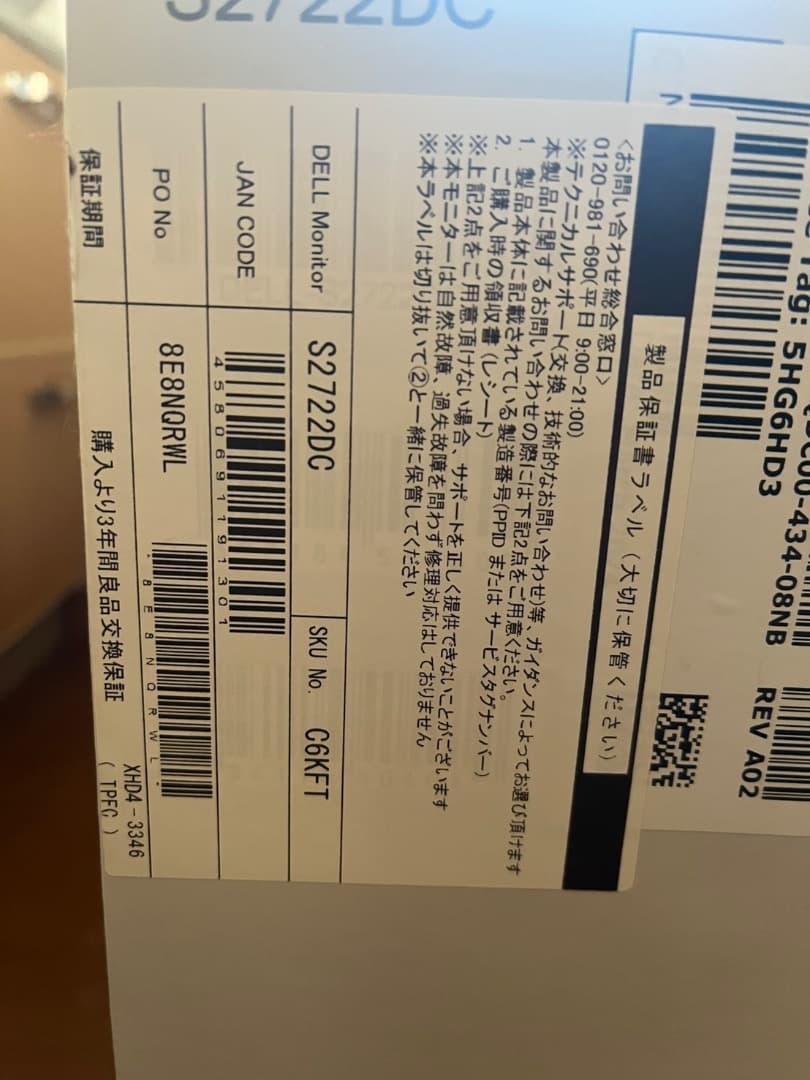 S2722DC
5HG6HD3
-434-08NB
REV A02
製品保証書ラベル（大切に保管ください）
<お問い合わせ総合窓口>
0120-981-690(平日 9:00-21:00)
※テクニカルサポート(交換、技術的なお問い合わせ)等、ガイダンスによってお選び頂けます
本製品に関するお問い合わせの際には下記2点をご用意ください。
1. 製品本体に記載されている製造番号(PPID または サービスタグナンバー)
2. ご購入時の領収書(レシート)
※上記2点をご用意頂けない場合、サポートを正しく提供できないことがございます
※本モニターは自然故障、過失故障を問わず修理対応はしておりません
※本ラベルは切り抜いて②と一緒に保管してください
DELL Monitor S2722DC SKU No. C6KFT
JAN CODE 4580691191301
PO No 8E8NQRWL 8E8NQRWL
保証期間 購入より3年間良品交換保証 XHD4-3346
(TPFC)